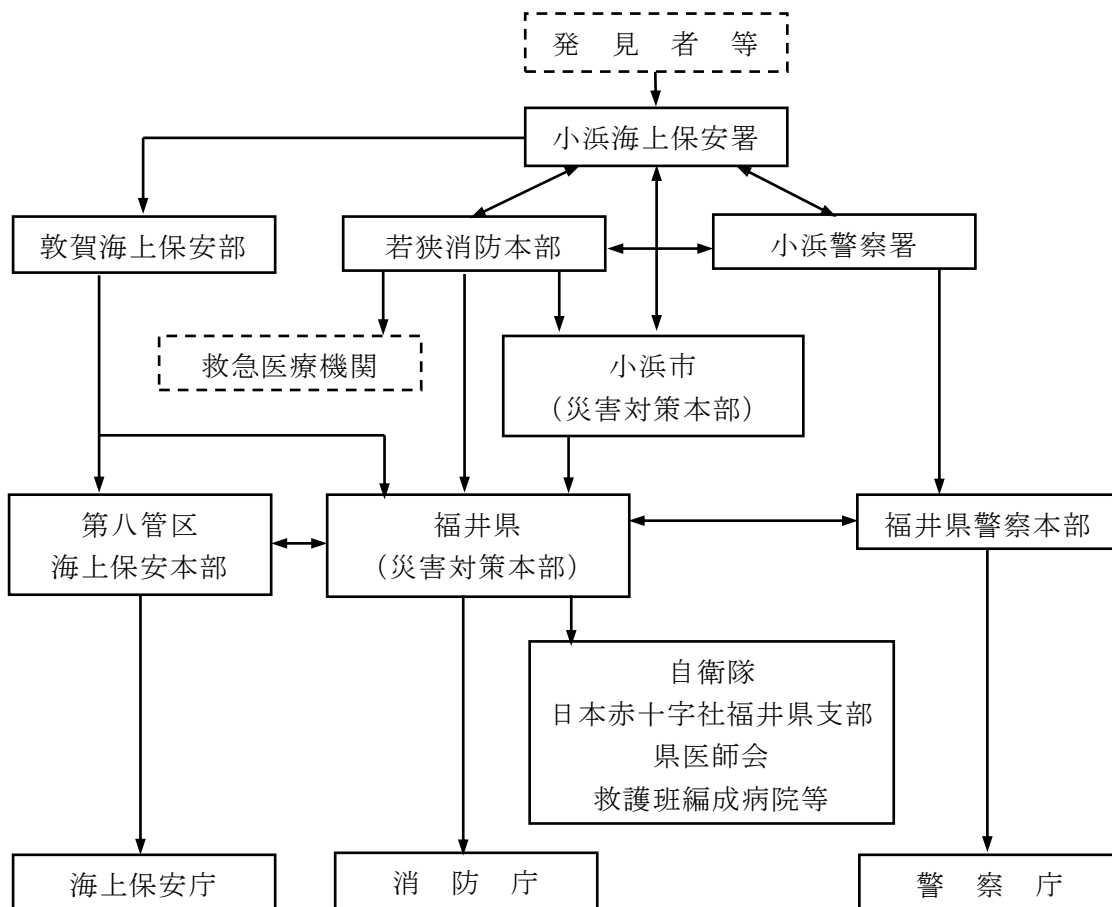 発 見 者 等
小浜海上保安署
敦賀海上保安部
若狭消防本部
小浜警察署
救急医療機関
小浜市
（災害対策本部）
第八管区
海上保安本部
福井県
（災害対策本部）
福井県警察本部
自衛隊
日本赤十字社福井県支部
県医師会
救護班編成病院等
海上保安庁
消 防 庁
警 察 庁